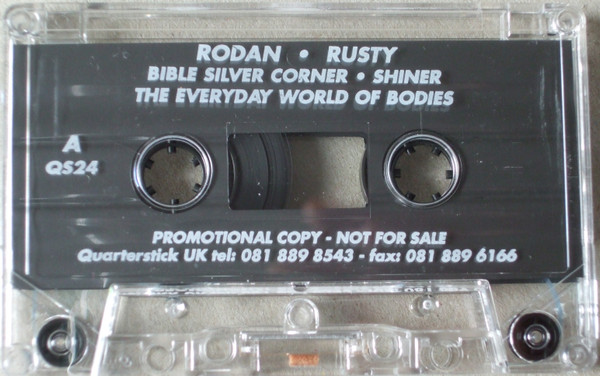 RODAN • RUSTY
BIBLE SILVER CORNER • SHINER
THE EVERYDAY WORLD OF BODIES
A
QS24
PROMOTIONAL COPY - NOT FOR SALE
Quarterstick UK tel: 081 889 8543 - fax: 081 889 6166